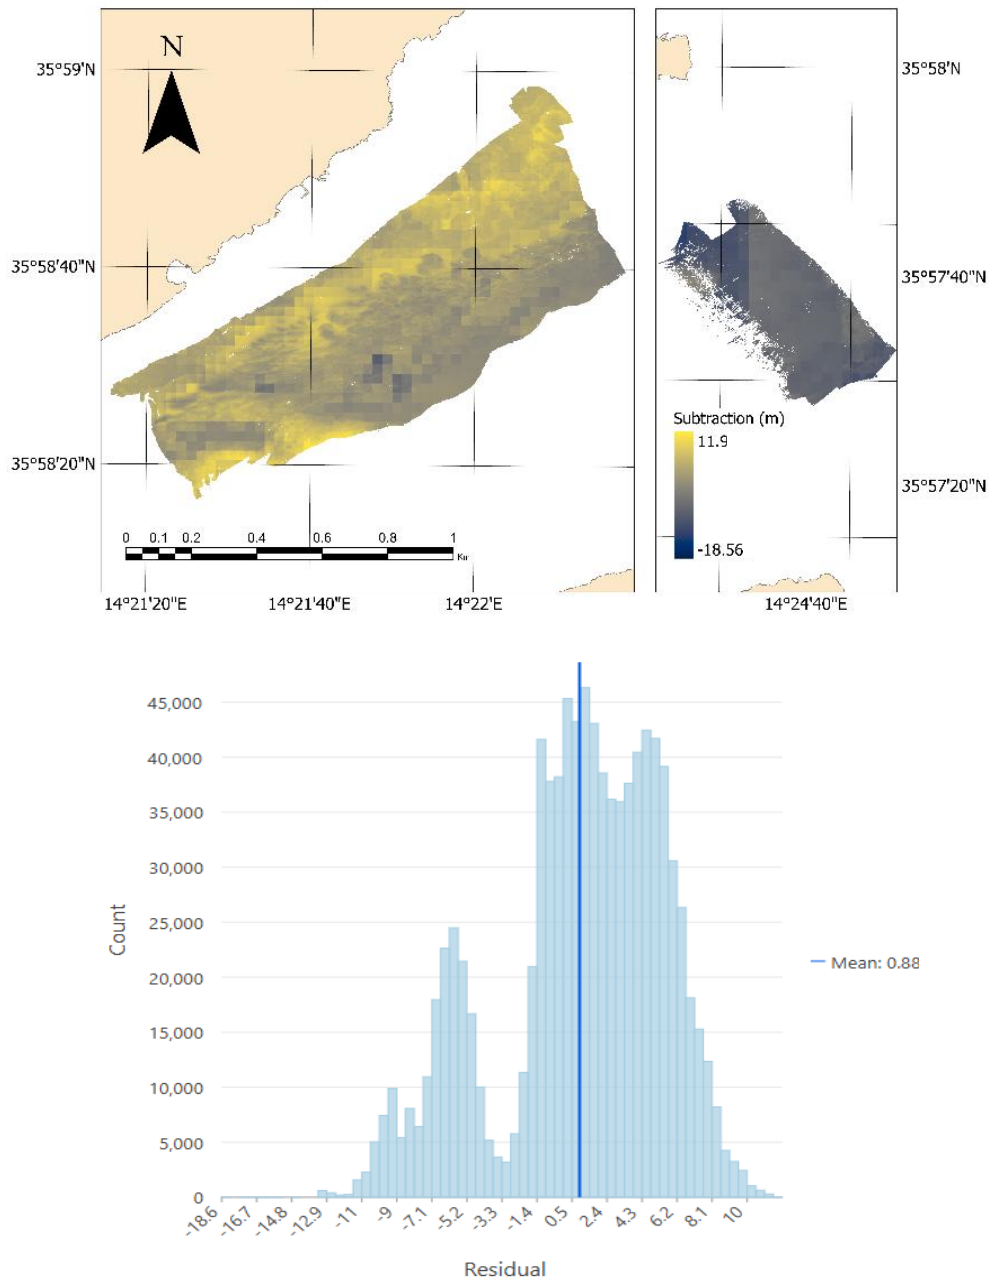 N
35°59'N
35°58'40"N
35°58'20"N
0 0.1 0.2 0.4 0.6 0.8 1
Km
14°21'20"E 14°21'40"E 14°22'E
35°58'N
35°57'40"N
35°57'20"N
Subtraction (m)
11.9
-18.56
14°24'40"E
45,000
40,000
35,000
30,000
25,000
20,000
15,000
10,000
5,000
0
Count
-18.6 -16.7 -14.8 -12.9 -11 -9 -7.1 -5.2 -3.3 -1.4 0.5 2.4 4.3 6.2 8.1 10
Residual
Mean: 0.88